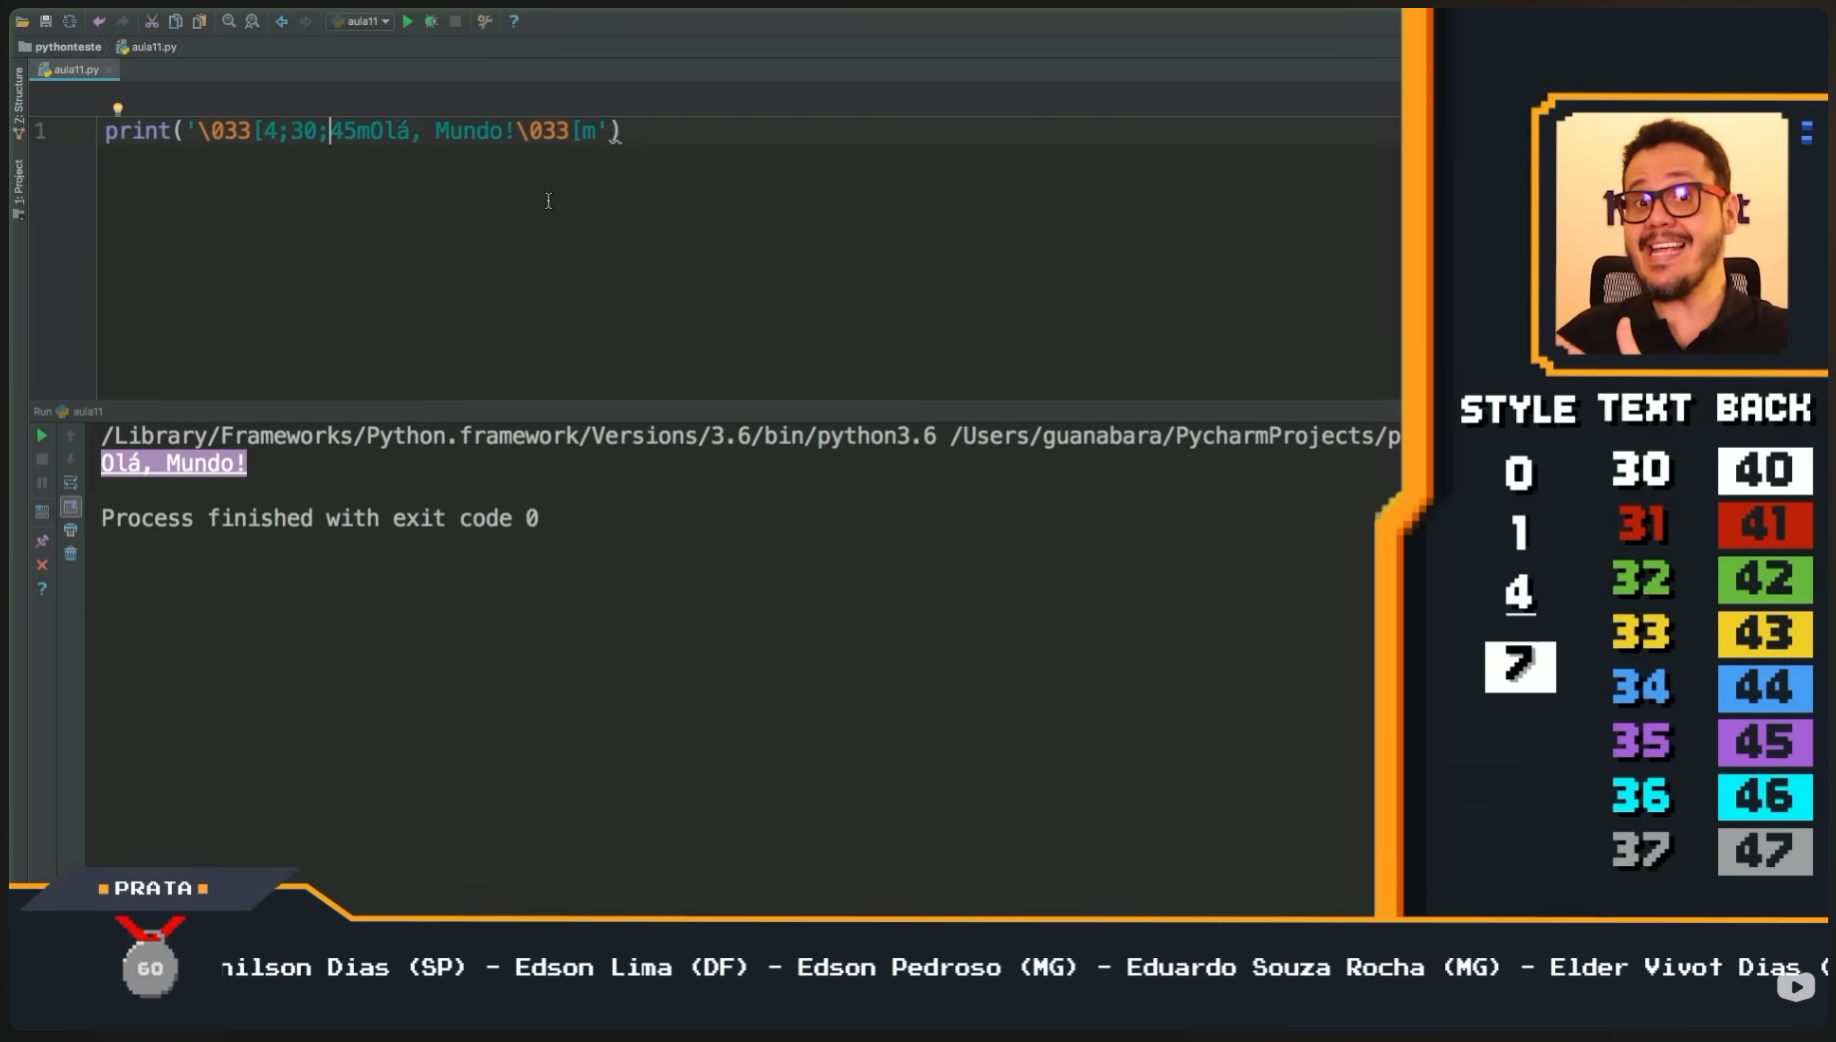 aula11
pythonteste
aula11.py
aula11.py
Z: Structure
1: Project
1
print('\033[4;30;45mOlá, Mundo!\033[m')
Run aula11
/Library/Frameworks/Python.framework/Versions/3.6/bin/python3.6 /Users/guanabara/PycharmProjects/p
Olá, Mundo!
Process finished with exit code 0
STYLE TEXT BACK
0 30 40
1 31 41
4 32 42
7 33 43
34 44
35 45
36 46
37 47
PRATA
60
nilson Dias (SP) - Edson Lima (DF) - Edson Pedroso (MG) - Eduardo Souza Rocha (MG) - Elder Vivot Dias (